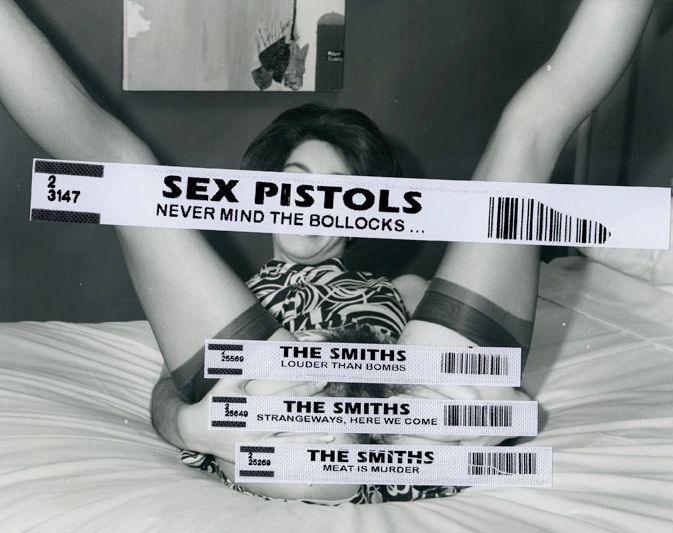 2
3147
SEX PISTOLS
NEVER MIND THE BOLLOCKS ...
2
25569
THE SMITHS
LOUDER THAN BOMBS
2
25649
THE SMITHS
STRANGEWAYS, HERE WE COME
2
25269
THE SMITHS
MEAT IS MURDER